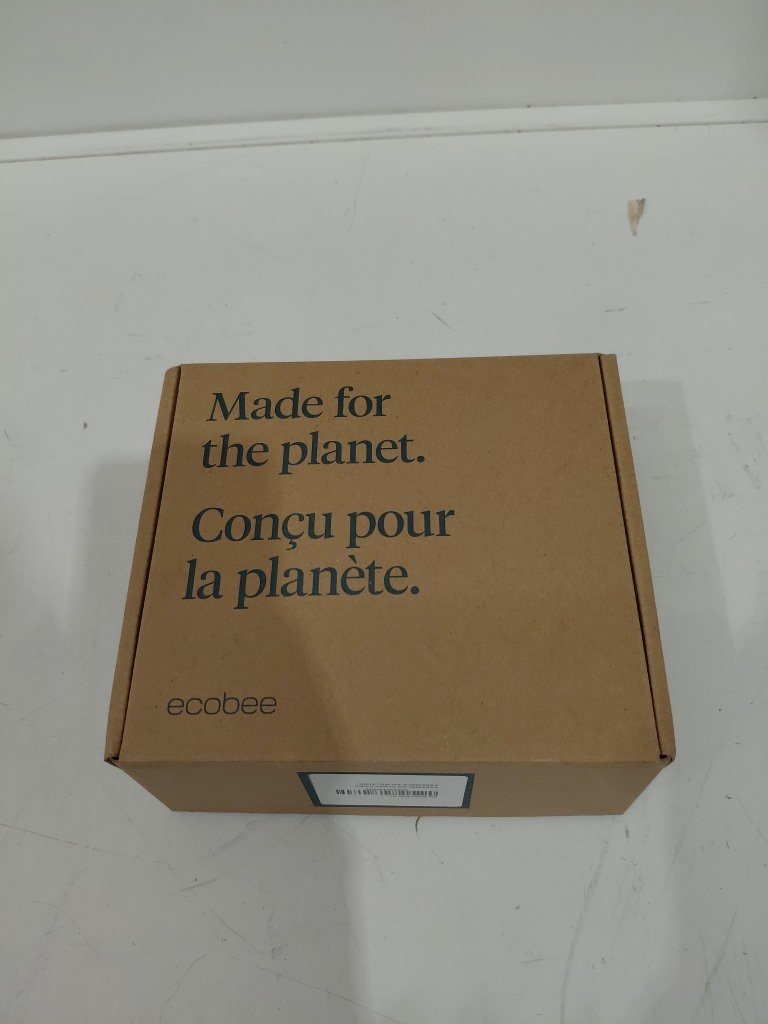 Made for
the planet.
Conçu pour
la planète.
ecobee